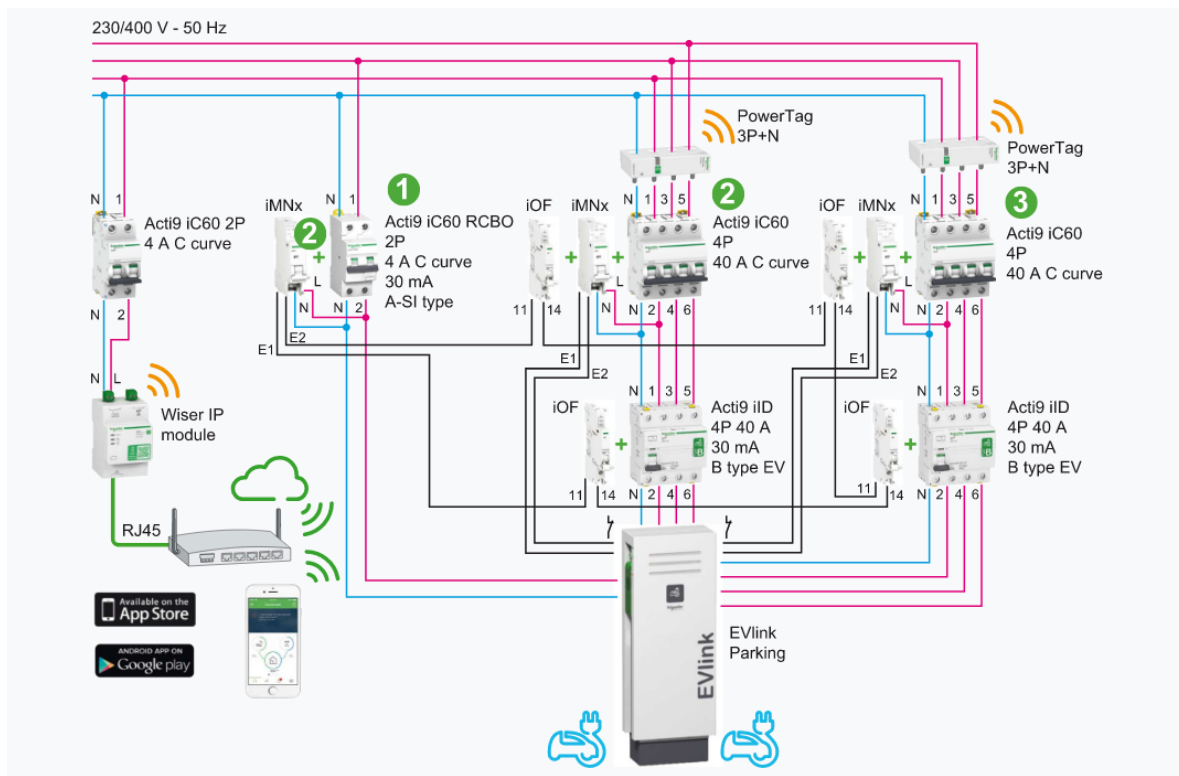 230/400 V - 50 Hz
PowerTag
3P+N
PowerTag
3P+N
N 1
Acti9 iC60 2P
4 A C curve
N 2
N L
Wiser IP
module
RJ45
iMNx
2
N 1
1
Acti9 iC60 RCBO
2P
4 A C curve
30 mA
A-SI type
L
N
N 2
E1
E2
iOF
iMNx
11
14
N 1 3 5
2
Acti9 iC60
4P
40 A C curve
L
N
N 2 4 6
E1
E2
iOF
11
14
N 1 3 5
Acti9 iID
4P 40 A
30 mA
B type EV
N 2 4 6
iOF
iMNx
11
14
N 1 3 5
3
Acti9 iC60
4P
40 A C curve
L
N
N 2 4 6
E1
E2
iOF
11
14
N 1 3 5
Acti9 iID
4P 40 A
30 mA
B type EV
N 2 4 6
Available on the
App Store
ANDROID APP ON
Google play
EVlink
EVlink
Parking